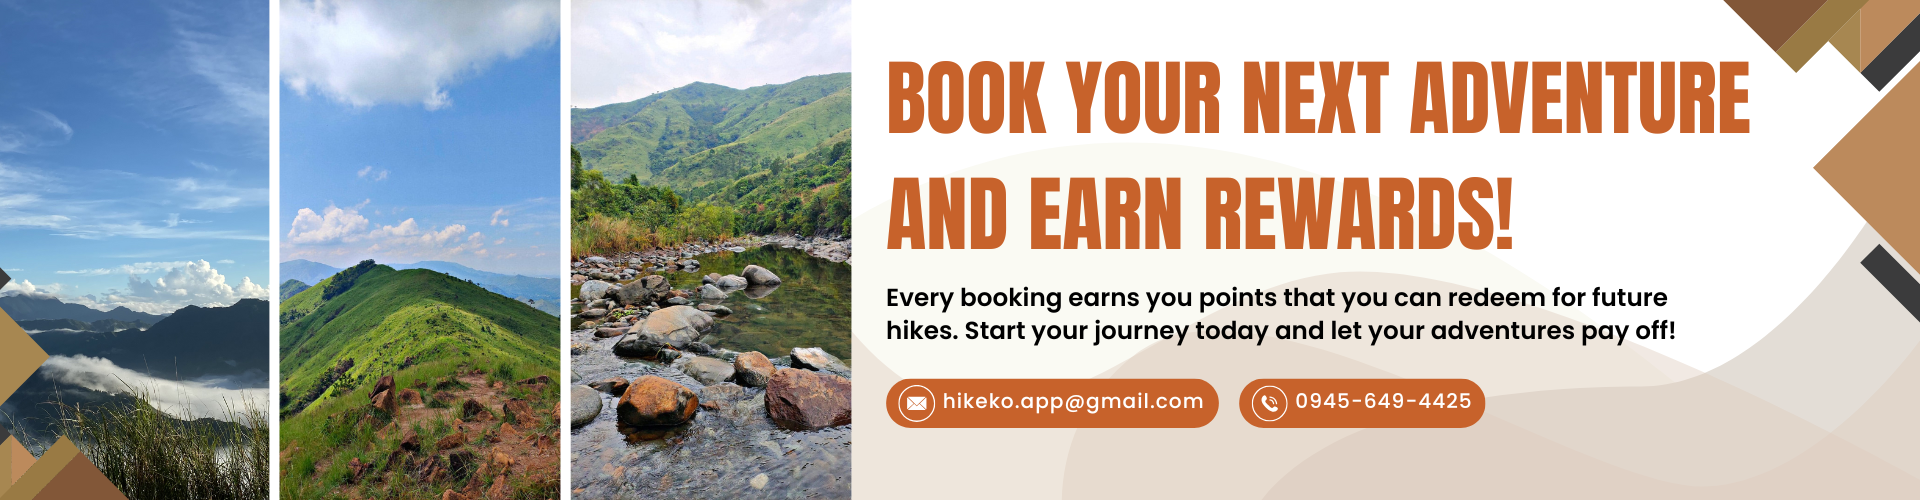 BOOK YOUR NEXT ADVENTURE
AND EARN REWARDS!
Every booking earns you points that you can redeem for future
hikes. Start your journey today and let your adventures pay off!
hikeko.app@gmail.com
0945-649-4425